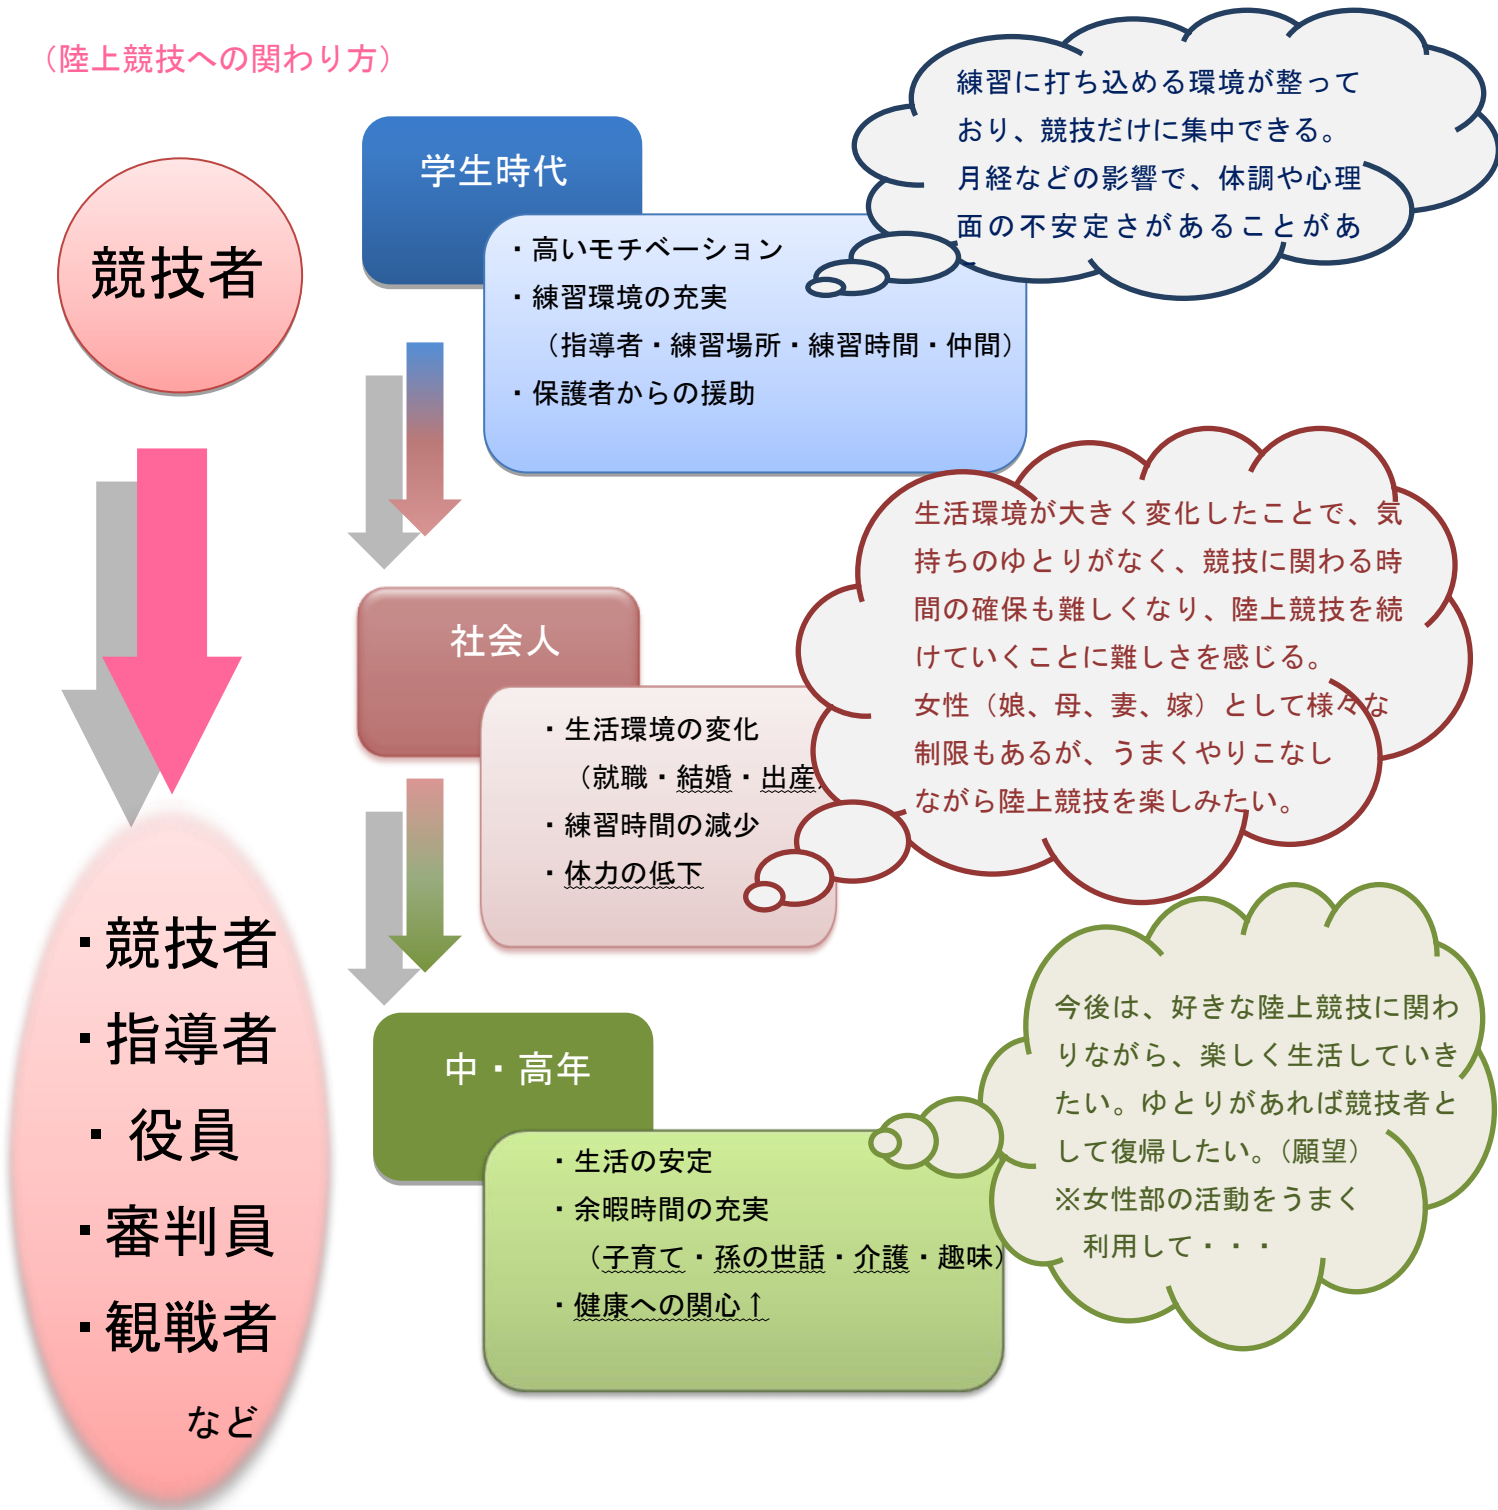 （陸上競技への関わり方）
競技者
・競技者
・指導者
・役員
・審判員
・観戦者
など
学生時代
・高いモチベーション
・練習環境の充実
（指導者・練習場所・練習時間・仲間）
・保護者からの援助
練習に打ち込める環境が整って
おり、競技だけに集中できる。
月経などの影響で、体調や心理
面の不安定さがあることがあ
社会人
・生活環境の変化
（就職・結婚・出産
・練習時間の減少
・体力の低下
生活環境が大きく変化したことで、気
持ちのゆとりがなく、競技に関わる時
間の確保も難しくなり、陸上競技を続
けていくことに難しさを感じる。
女性（娘、母、妻、嫁）として様々な
制限もあるが、うまくやりこなし
ながら陸上競技を楽しみたい。
中・高年
・生活の安定
・余暇時間の充実
（子育て・孫の世話・介護・趣味）
・健康への関心↑
今後は、好きな陸上競技に関わ
りながら、楽しく生活していき
たい。ゆとりがあれば競技者と
して復帰したい。（願望）
※女性部の活動をうまく
利用して・・・